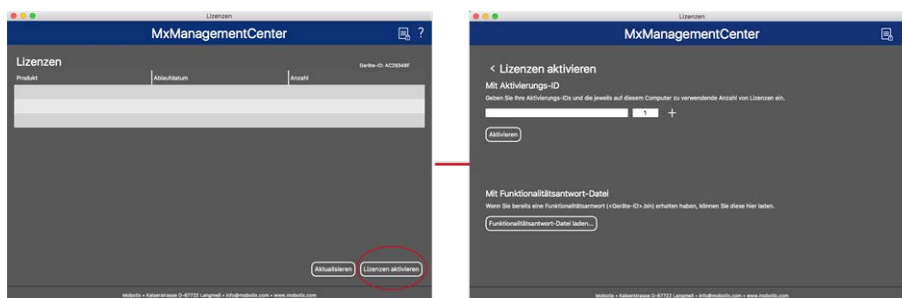 Lizenzen
MxManagementCenter
?
Lizenzen
Geräte-ID: AC29349F
Produkt
Ablaufdatum
Anzahl
Aktualisieren
Lizenzen aktivieren
Mobotix • Kaiserstrasse D-67722 Langmeil • info@mobotix.com • www.mobotix.com
Lizenzen
MxManagementCenter
< Lizenzen aktivieren
Mit Aktivierungs-ID
Geben Sie Ihre Aktivierungs-IDs und die jeweils auf diesem Computer zu verwendende Anzahl von Lizenzen ein.
1 +
Aktivieren
Mit Funktionalitätsantwort-Datei
Wenn Sie bereits eine Funktionalitätsantwort (<Geräte-ID>.bin) erhalten haben, können Sie diese hier laden.
Funktionalitätsantwort-Datei laden...
Mobotix • Kaiserstrasse D-67722 Langmeil • info@mobotix.com • www.mobotix.com